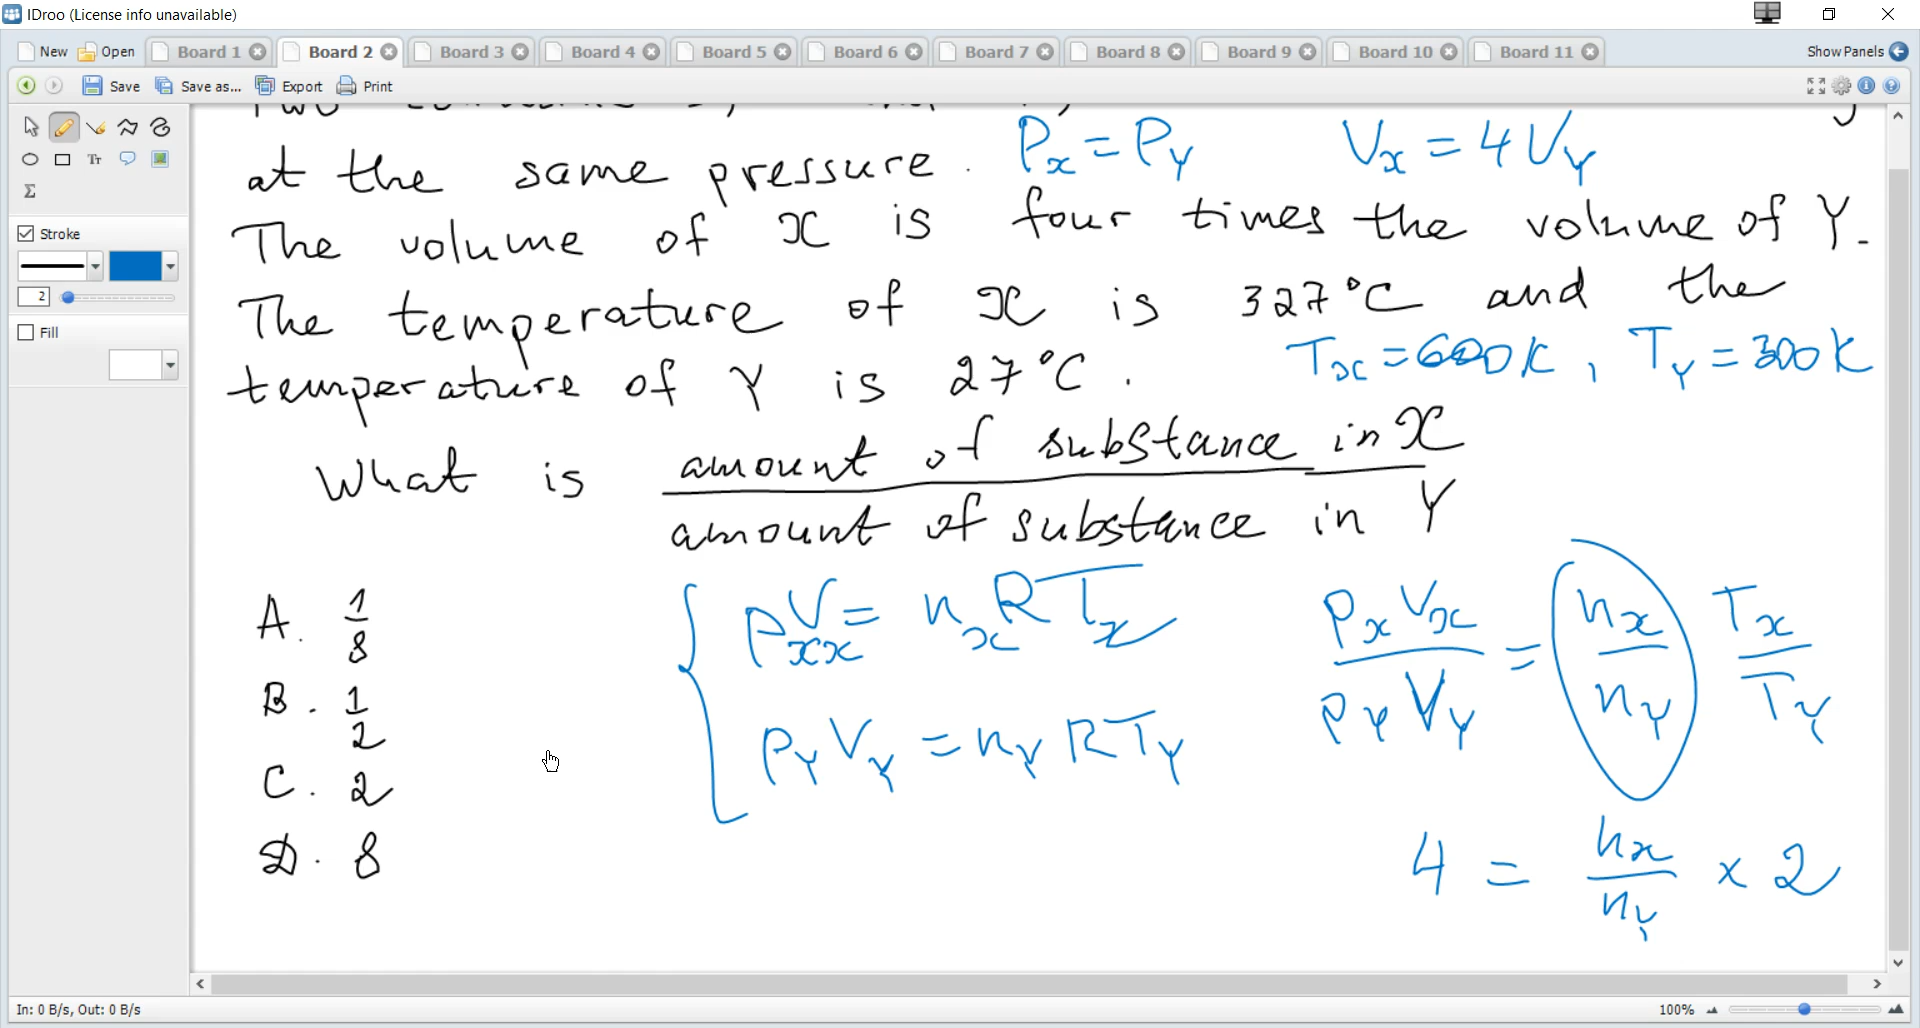 IDroo (License info unavailable)
New Open Board 1 Board 2 Board 3 Board 4 Board 5 Board 6 Board 7 Board 8 Board 9 Board 10 Board 11 Show Panels
Save Save as... Export Print
Tt
Σ
Stroke
2
Fill
at the same pressure. Px = PY Vx = 4VY
The volume of X is four times the volume of Y.
The temperature of X is 327°C and the
Tx = 600K, TY = 300K
temperature of Y is 27°C.
What is amount of substance in X
amount of substance in Y
A. 1/8
B. 1/2
C. 2
D. 8
PxVx = nxRTx
PYVY = nYRTY
PxVx/PYVY = nx/nY Tx/TY
4 = nx/nY × 2
In: 0 B/s, Out: 0 B/s
100%